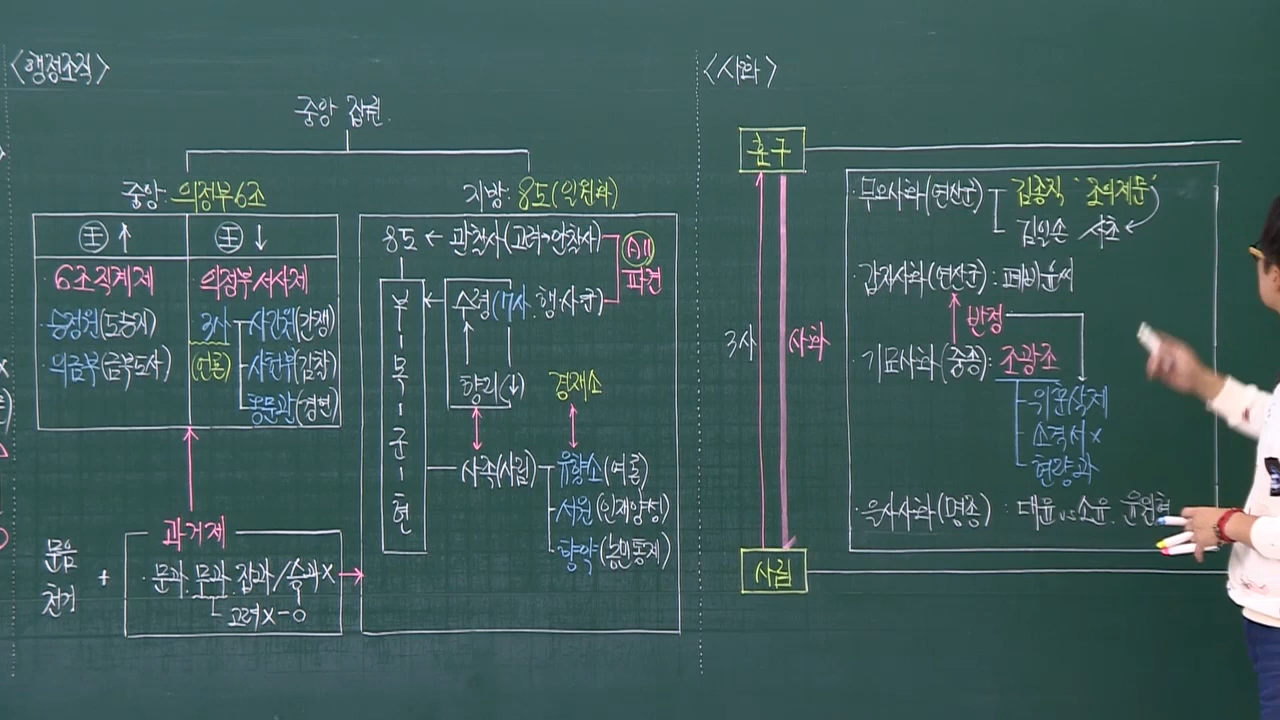 <행정조직>
중앙 집권
중앙: 의정부6조
王 ↑
王 ↓
6조직계제
의정부서사제
승정원(도승지)
의금부(금부도사)
3사
(언론)
사간원(간쟁)
사헌부(감찰)
홍문관(경연)
음
천거
+
과거제
문과. 무과. 잡과/승과X →
고려X-O
지방: 8도(일원화)
8도 ← 관찰사(고려→안찰사)
All
파견
부-목-군-현
수령(7사. 행.사.군)
향리(↓)
경재소
사족(사림)
유향소(여론)
서원(인재양성)
향약(농민통제)
<사화>
훈구
3사
사화
사림
무오사화(연산군)
김종직 '조의제문'
김일손 사초
갑자사화(연산군): 폐비윤씨
반정
기묘사화(중종): 조광조
위훈삭제
소격서X
현량과
을사사화(명종): 대윤 vs 소윤. 윤원형